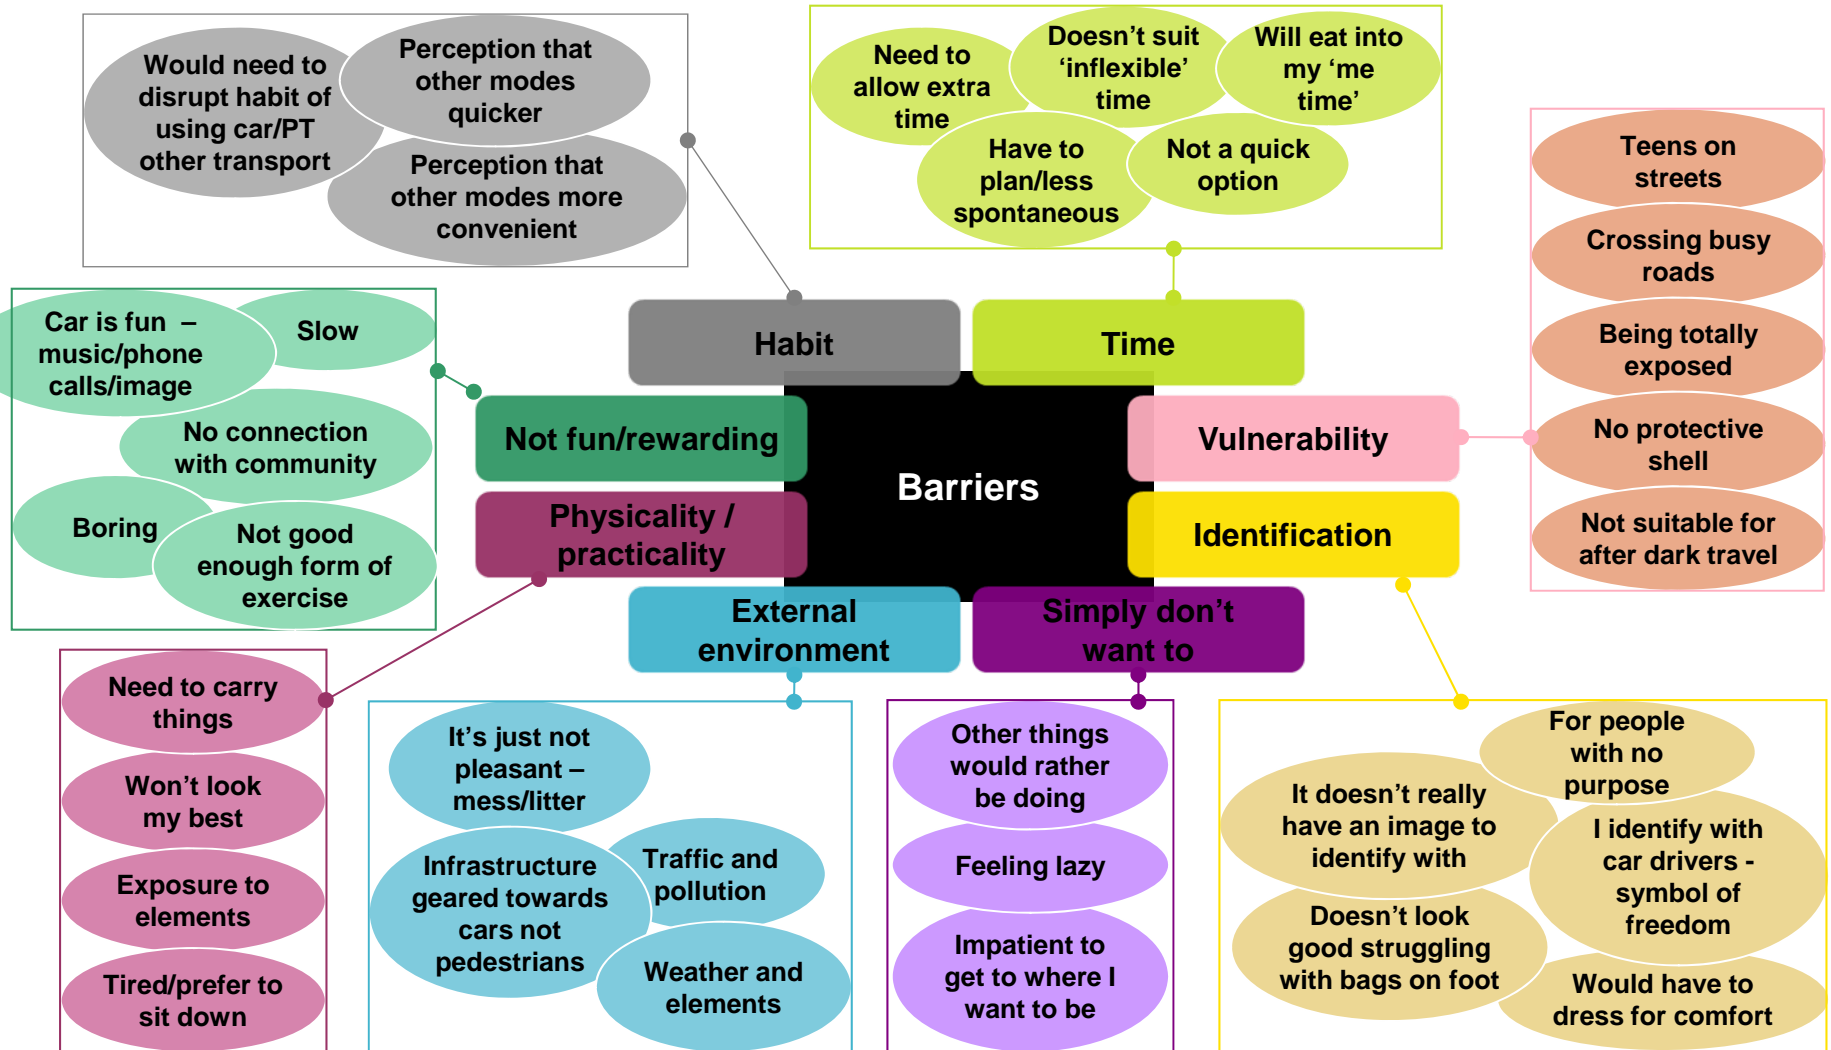 Would need to
disrupt habit of
using car/PT
other transport
Perception that
other modes
quicker
Perception that
other modes more
convenient
Need to
allow extra
time
Doesn’t suit
‘inflexible’
time
Will eat into
my ‘me
time’
Have to
plan/less
spontaneous
Not a quick
option
Teens on
streets
Crossing busy
roads
Being totally
exposed
No protective
shell
Not suitable for
after dark travel
Car is fun –
music/phone
calls/image
Slow
No connection
with community
Boring
Not good
enough form of
exercise
Habit
Time
Not fun/rewarding
Vulnerability
Barriers
Physicality /
practicality
Identification
External
environment
Simply don’t
want to
Need to carry
things
Won’t look
my best
Exposure to
elements
Tired/prefer to
sit down
It’s just not
pleasant –
mess/litter
Traffic and
pollution
Infrastructure
geared towards
cars not
pedestrians
Weather and
elements
Other things
would rather
be doing
Feeling lazy
Impatient to
get to where I
want to be
For people
with no
purpose
It doesn’t really
have an image to
identify with
I identify with
car drivers -
symbol of
freedom
Doesn’t look
good struggling
with bags on foot
Would have to
dress for comfort